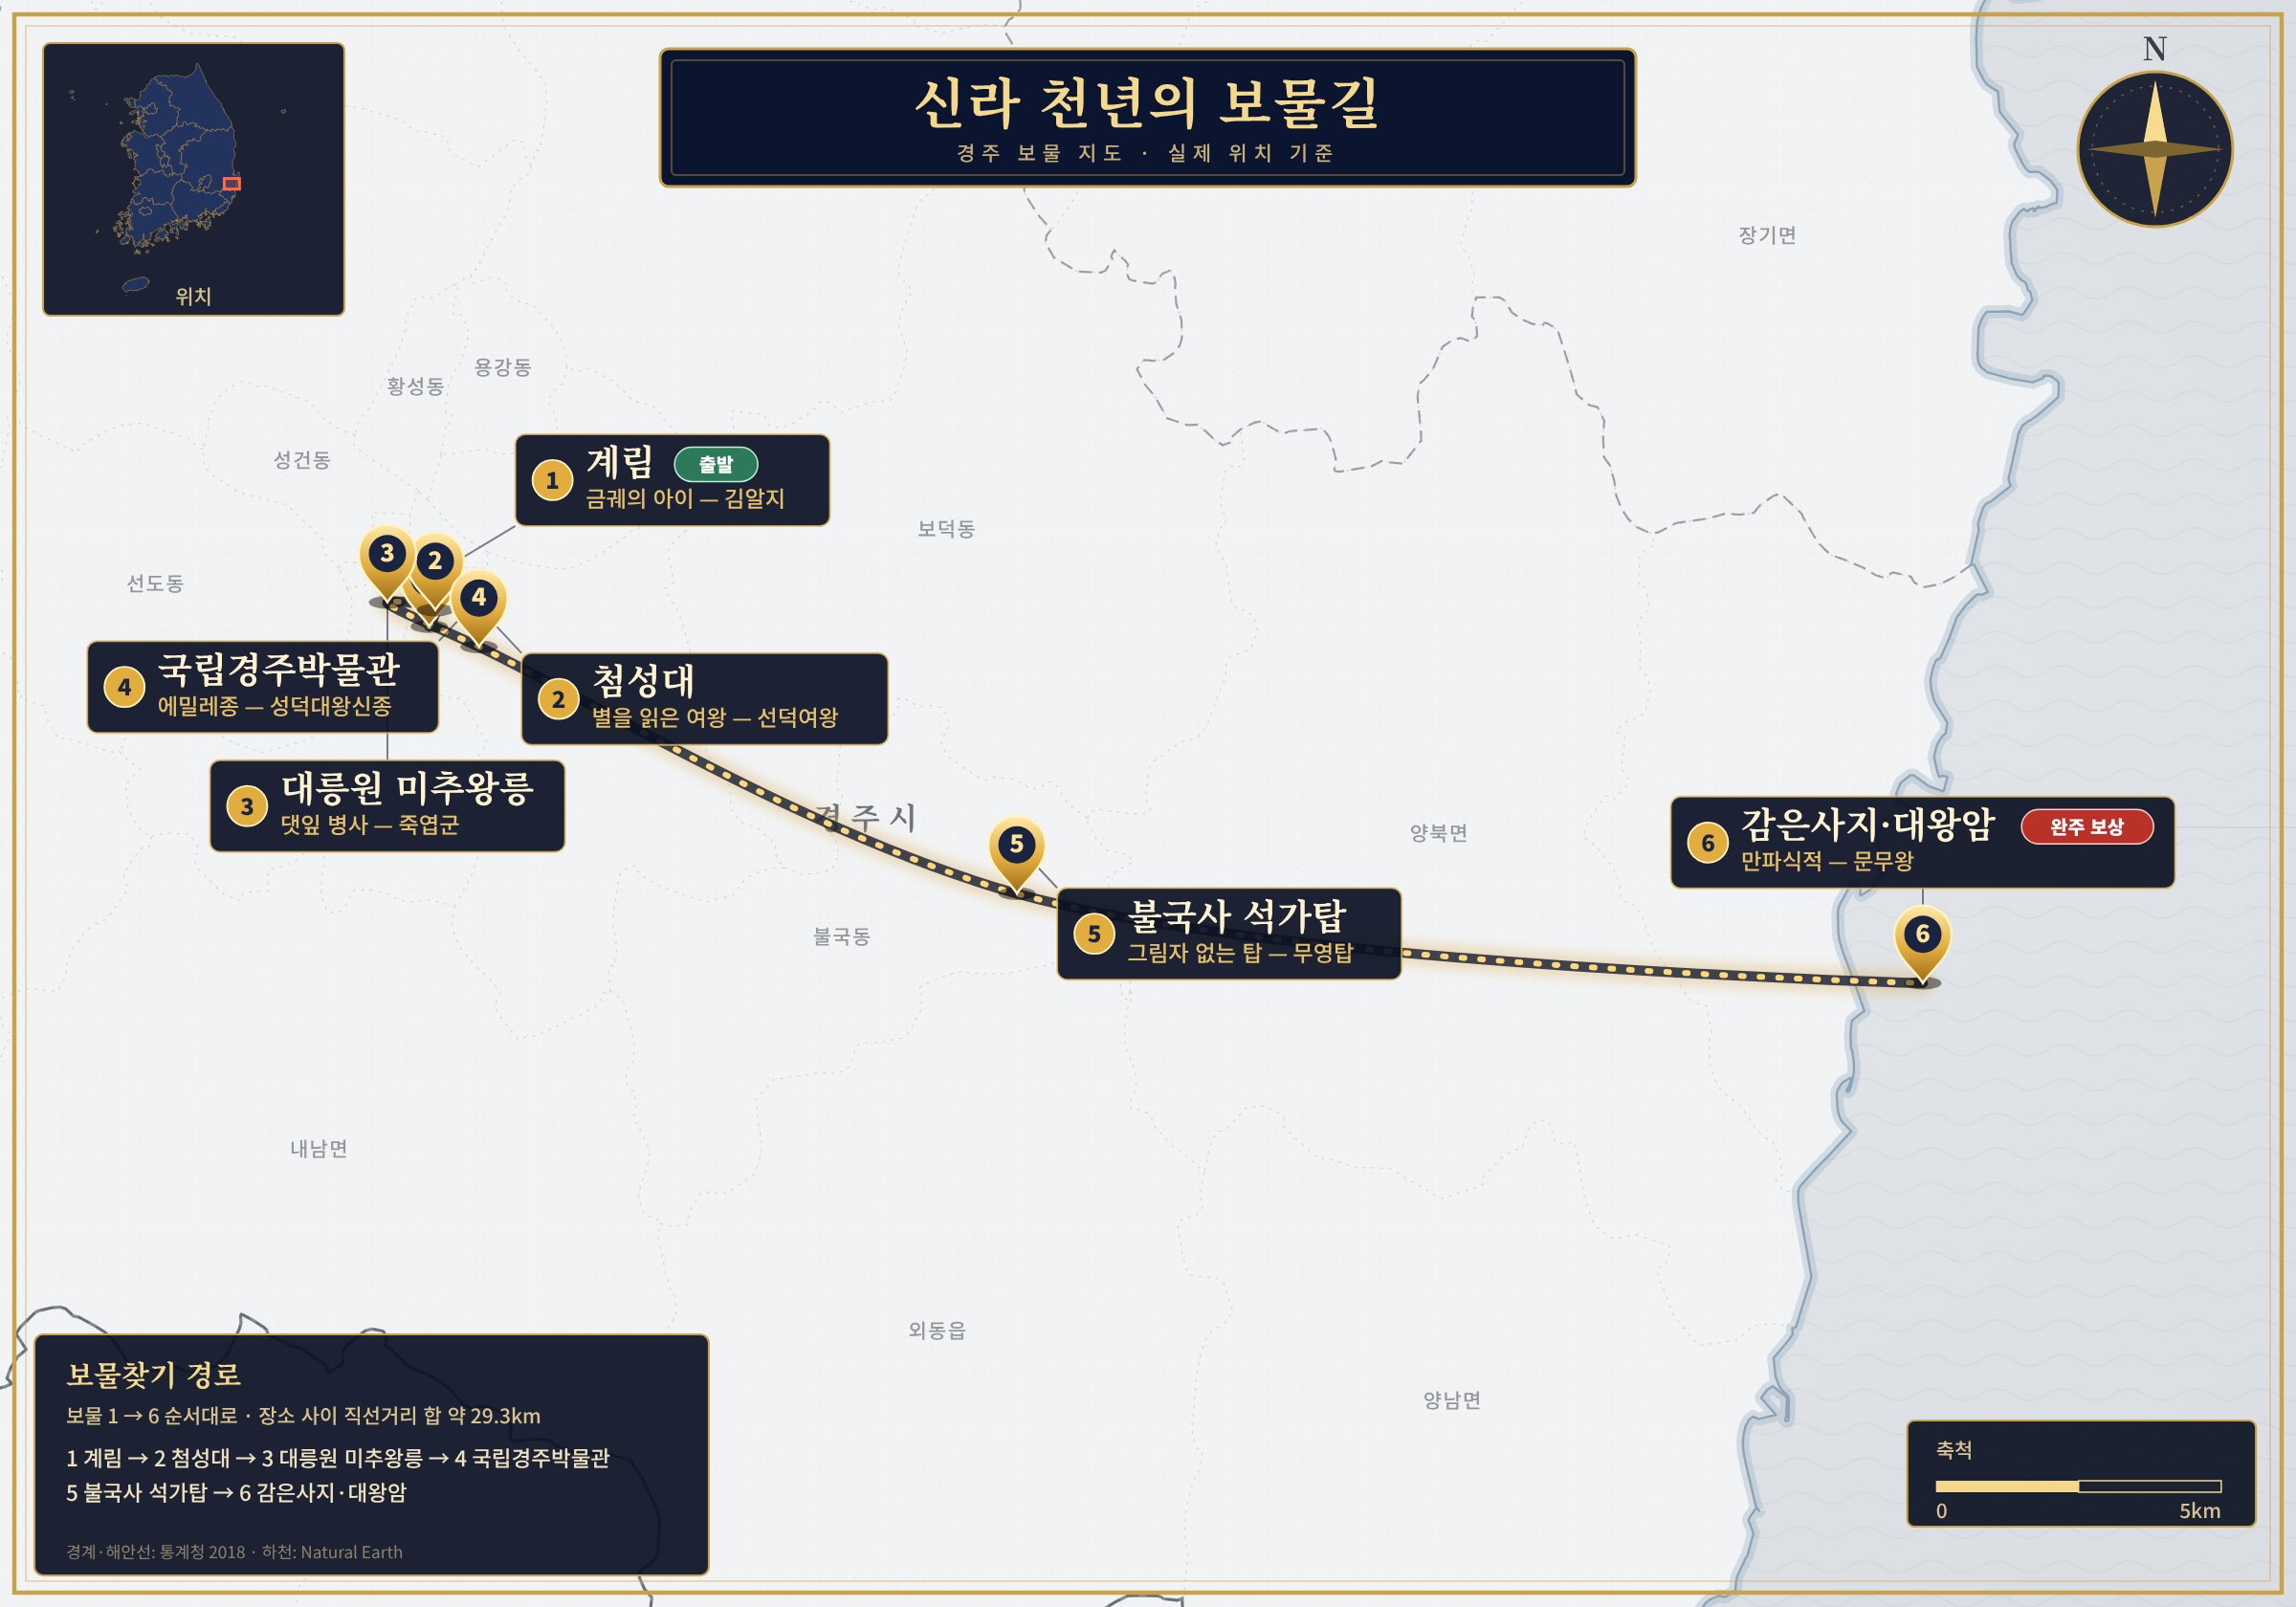 신라 천년의 보물길
경주 보물 지도 · 실제 위치 기준
위치
N
장기면
용강동
황성동
성건동
1 계림 출발
금궤의 아이 — 김알지
보덕동
3
2
4
선도동
4 국립경주박물관
에밀레종 — 성덕대왕신종
2 첨성대
별을 읽은 여왕 — 선덕여왕
3 대릉원 미추왕릉
댓잎 병사 — 죽엽군
경주시
5
양북면
6 감은사지·대왕암 완주 보상
만파식적 — 문무왕
불국동
5 불국사 석가탑
그림자 없는 탑 — 무영탑
6
내남면
외동읍
양남면
보물찾기 경로
보물 1 → 6 순서대로 · 장소 사이 직선거리 합 약 29.3km
1 계림 → 2 첨성대 → 3 대릉원 미추왕릉 → 4 국립경주박물관
5 불국사 석가탑 → 6 감은사지·대왕암
경계·해안선: 통계청 2018 · 하천: Natural Earth
축척
0 5km